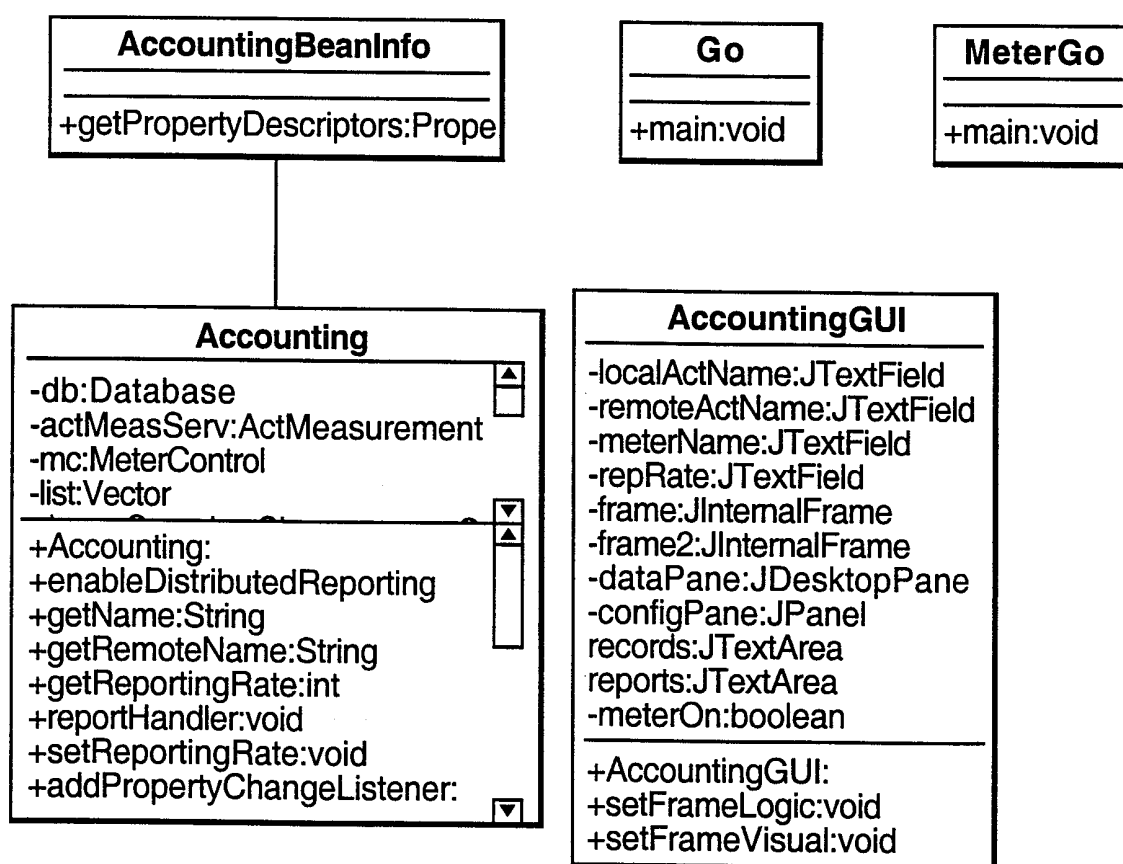 AccountingBeanInfo
+getPropertyDescriptors:Prope
Go
+main:void
MeterGo
+main:void
Accounting
-db:Database
-actMeasServ:ActMeasurement
-mc:MeterControl
-list:Vector
+Accounting:
+enableDistributedReporting
+getName:String
+getRemoteName:String
+getReportingRate:int
+reportHandler:void
+setReportingRate:void
+addPropertyChangeListener:
AccountingGUI
-localActName:JTextField
-remoteActName:JTextField
-meterName:JTextField
-repRate:JTextField
-frame:JInternalFrame
-frame2:JInternalFrame
-dataPane:JDesktopPane
-configPane:JPanel
records:JTextArea
reports:JTextArea
-meterOn:boolean
+AccountingGUI:
+setFrameLogic:void
+setFrameVisual:void